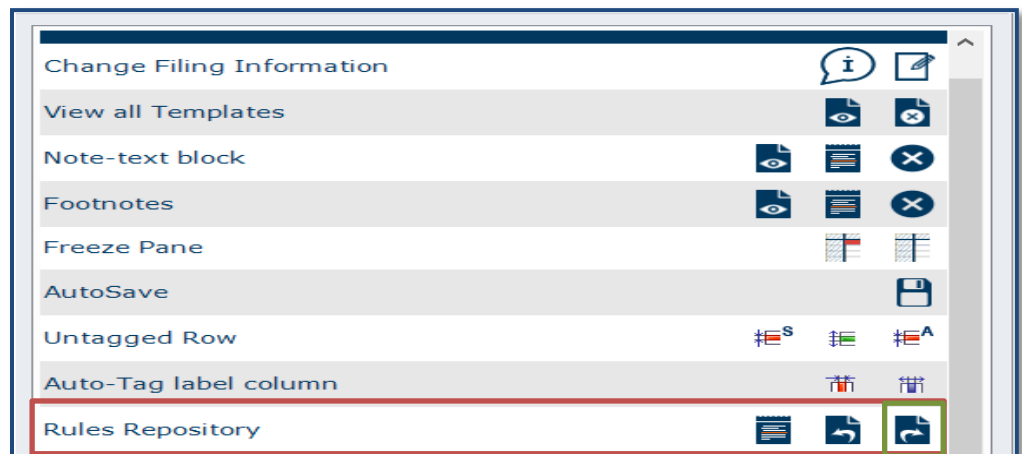 Change Filing Information
View all Templates
Note-text block
Footnotes
Freeze Pane
AutoSave
Untagged Row S A
Auto-Tag label column
Rules Repository